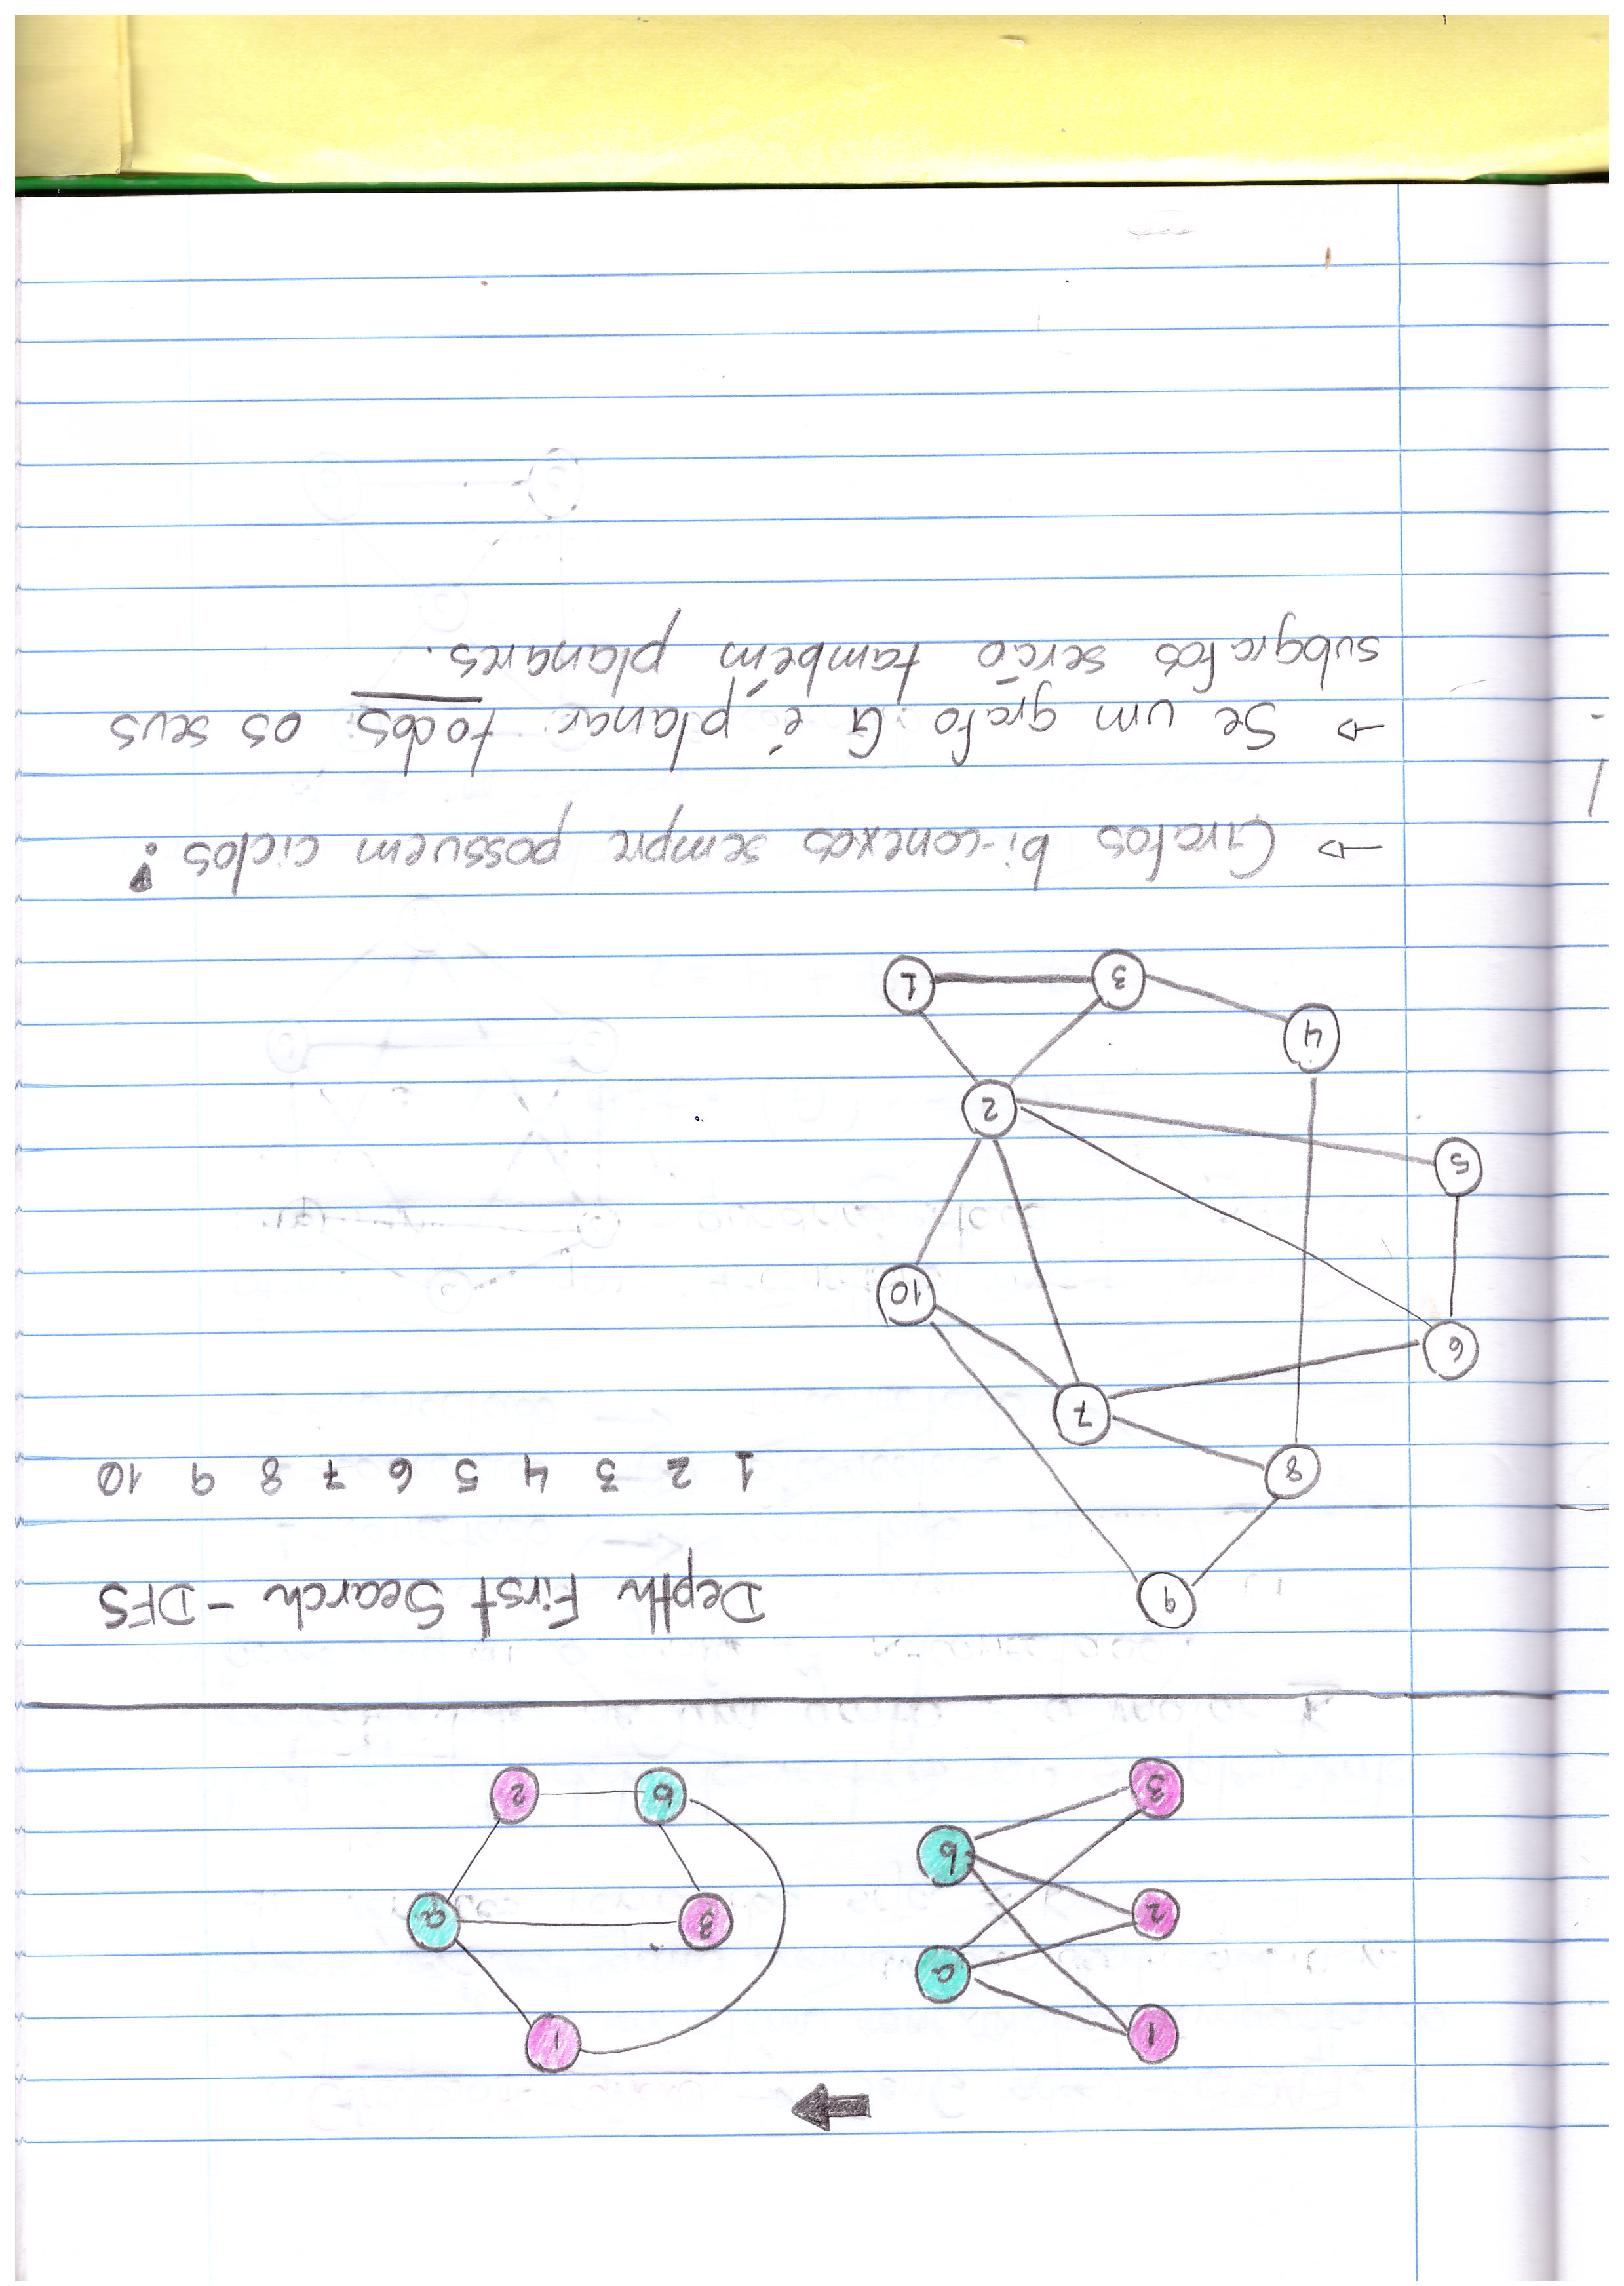 1
a
2
b
3
1
3
a
b
2
9
Depth First Search - DFS
8
1 2 3 4 5 6 7 8 9 10
7
6
10
5
2
4
3
1
→ Grafos bi-conexos sempre possuem ciclos!
→ Se um grafo G é planar todos os seus
subgrafos serão também planares.